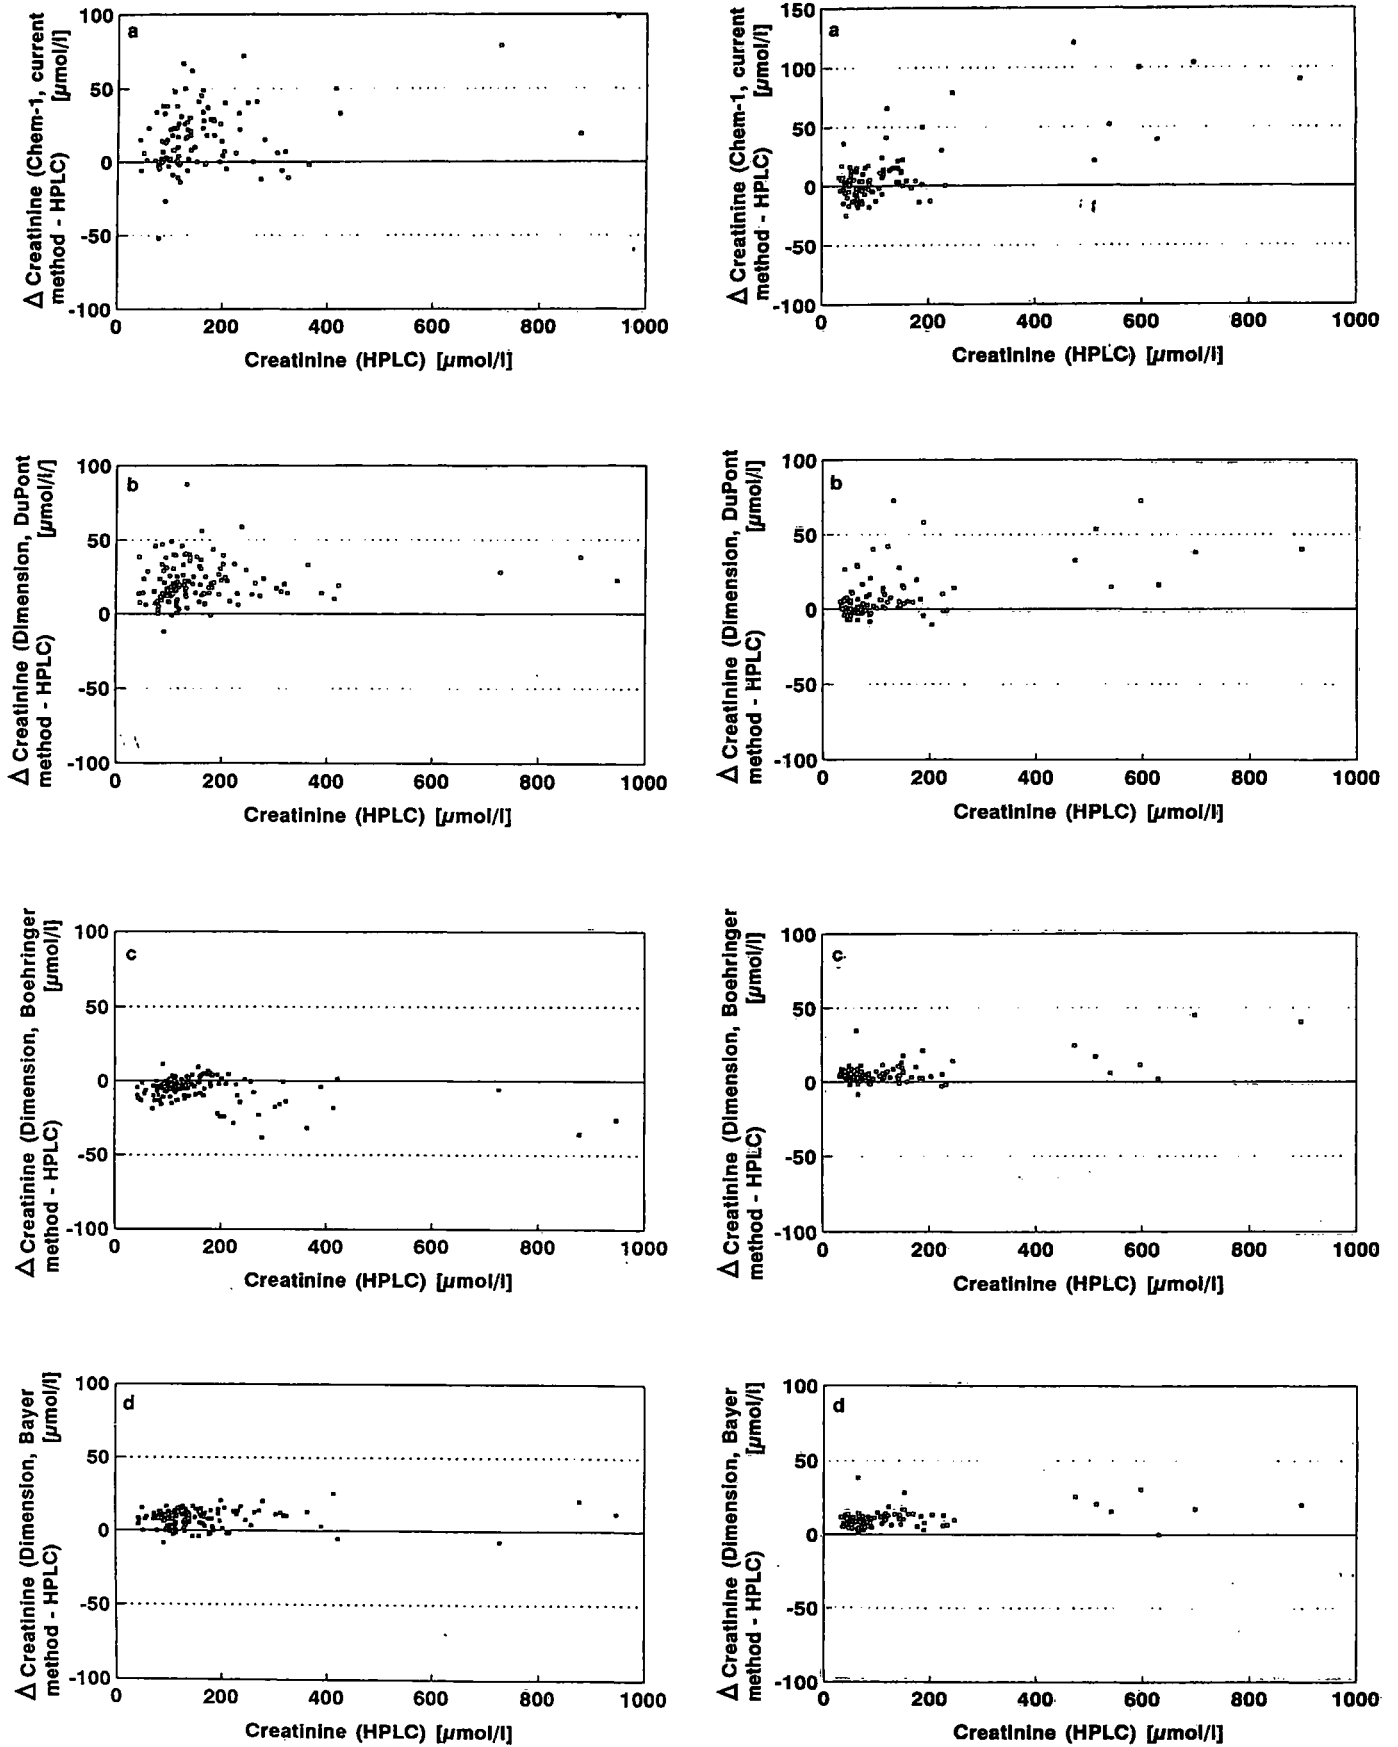 Δ Creatinine (Chem-1, current
method - HPLC) [μmol/l]
a
100
50
0
-50
-100
0 200 400 600 800 1000
Creatinine (HPLC) [μmol/l]
Δ Creatinine (Chem-1, current
method - HPLC) [μmol/l]
a
150
100
50
0
-50
-100
0 200 400 600 800 1000
Creatinine (HPLC) [μmol/l]
Δ Creatinine (Dimension, DuPont
method - HPLC) [μmol/l]
b
100
50
0
-50
-100
0 200 400 600 800 1000
Creatinine (HPLC) [μmol/l]
Δ Creatinine (Dimension, DuPont
method - HPLC) [μmol/l]
b
100
50
0
-50
-100
0 200 400 600 800 1000
Creatinine (HPLC) [μmol/l]
Δ Creatinine (Dimension, Boehringer
method - HPLC) [μmol/l]
c
100
50
0
-50
-100
0 200 400 600 800 1000
Creatinine (HPLC) [μmol/l]
Δ Creatinine (Dimension, Boehringer
method - HPLC) [μmol/l]
c
100
50
0
-50
-100
0 200 400 600 800 1000
Creatinine (HPLC) [μmol/l]
Δ Creatinine (Dimension, Bayer
method - HPLC) [μmol/l]
d
100
50
0
-50
-100
0 200 400 600 800 1000
Creatinine (HPLC) [μmol/l]
Δ Creatinine (Dimension, Bayer
method - HPLC) [μmol/l]
d
100
50
0
-50
-100
0 200 400 600 800 1000
Creatinine (HPLC) [μmol/l]